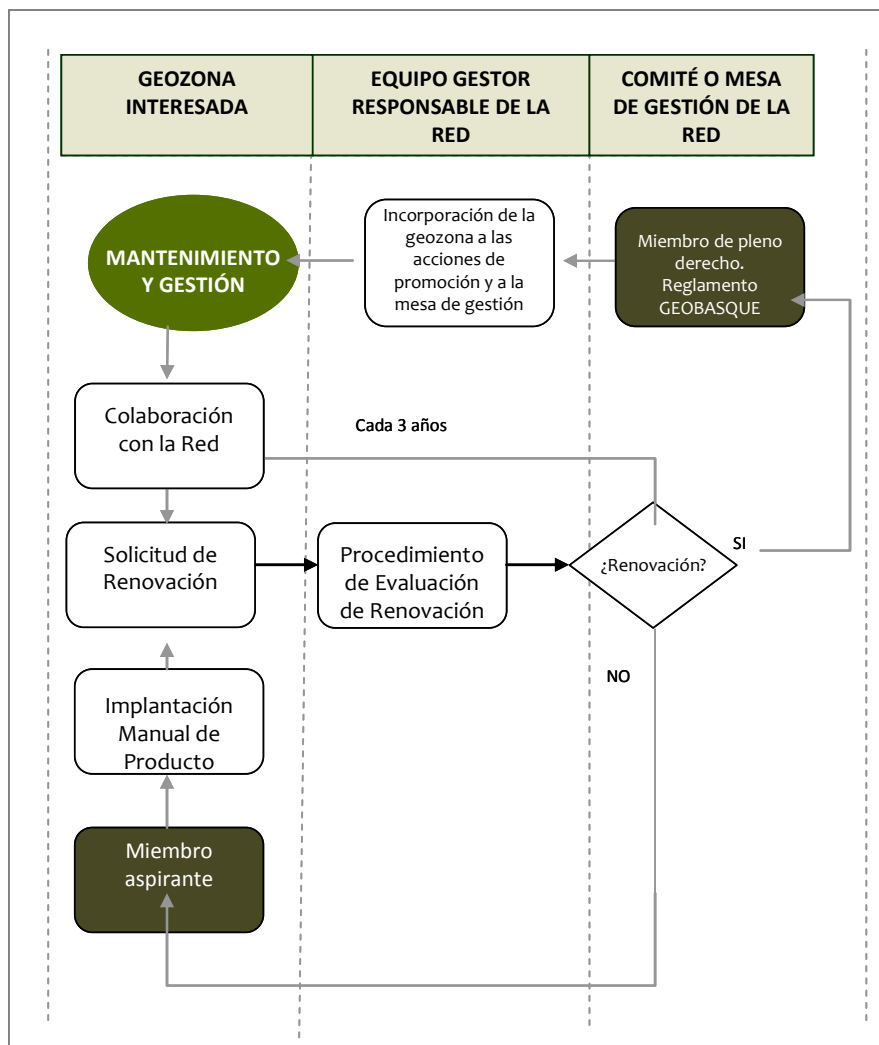 GEOZONA
INTERESADA
EQUIPO GESTOR
RESPONSABLE DE LA
RED
COMITÉ O MESA
DE GESTIÓN DE LA
RED
MANTENIMIENTO
Y GESTIÓN
Incorporación de la
geozona a las
acciones de
promoción y a la
mesa de gestión
Miembro de pleno
derecho.
Reglamento
GEOBASQUE
Colaboración
con la Red
Cada 3 años
Solicitud de
Renovación
Procedimiento
de Evaluación
de Renovación
¿Renovación?
SI
NO
Implantación
Manual de
Producto
Miembro
aspirante